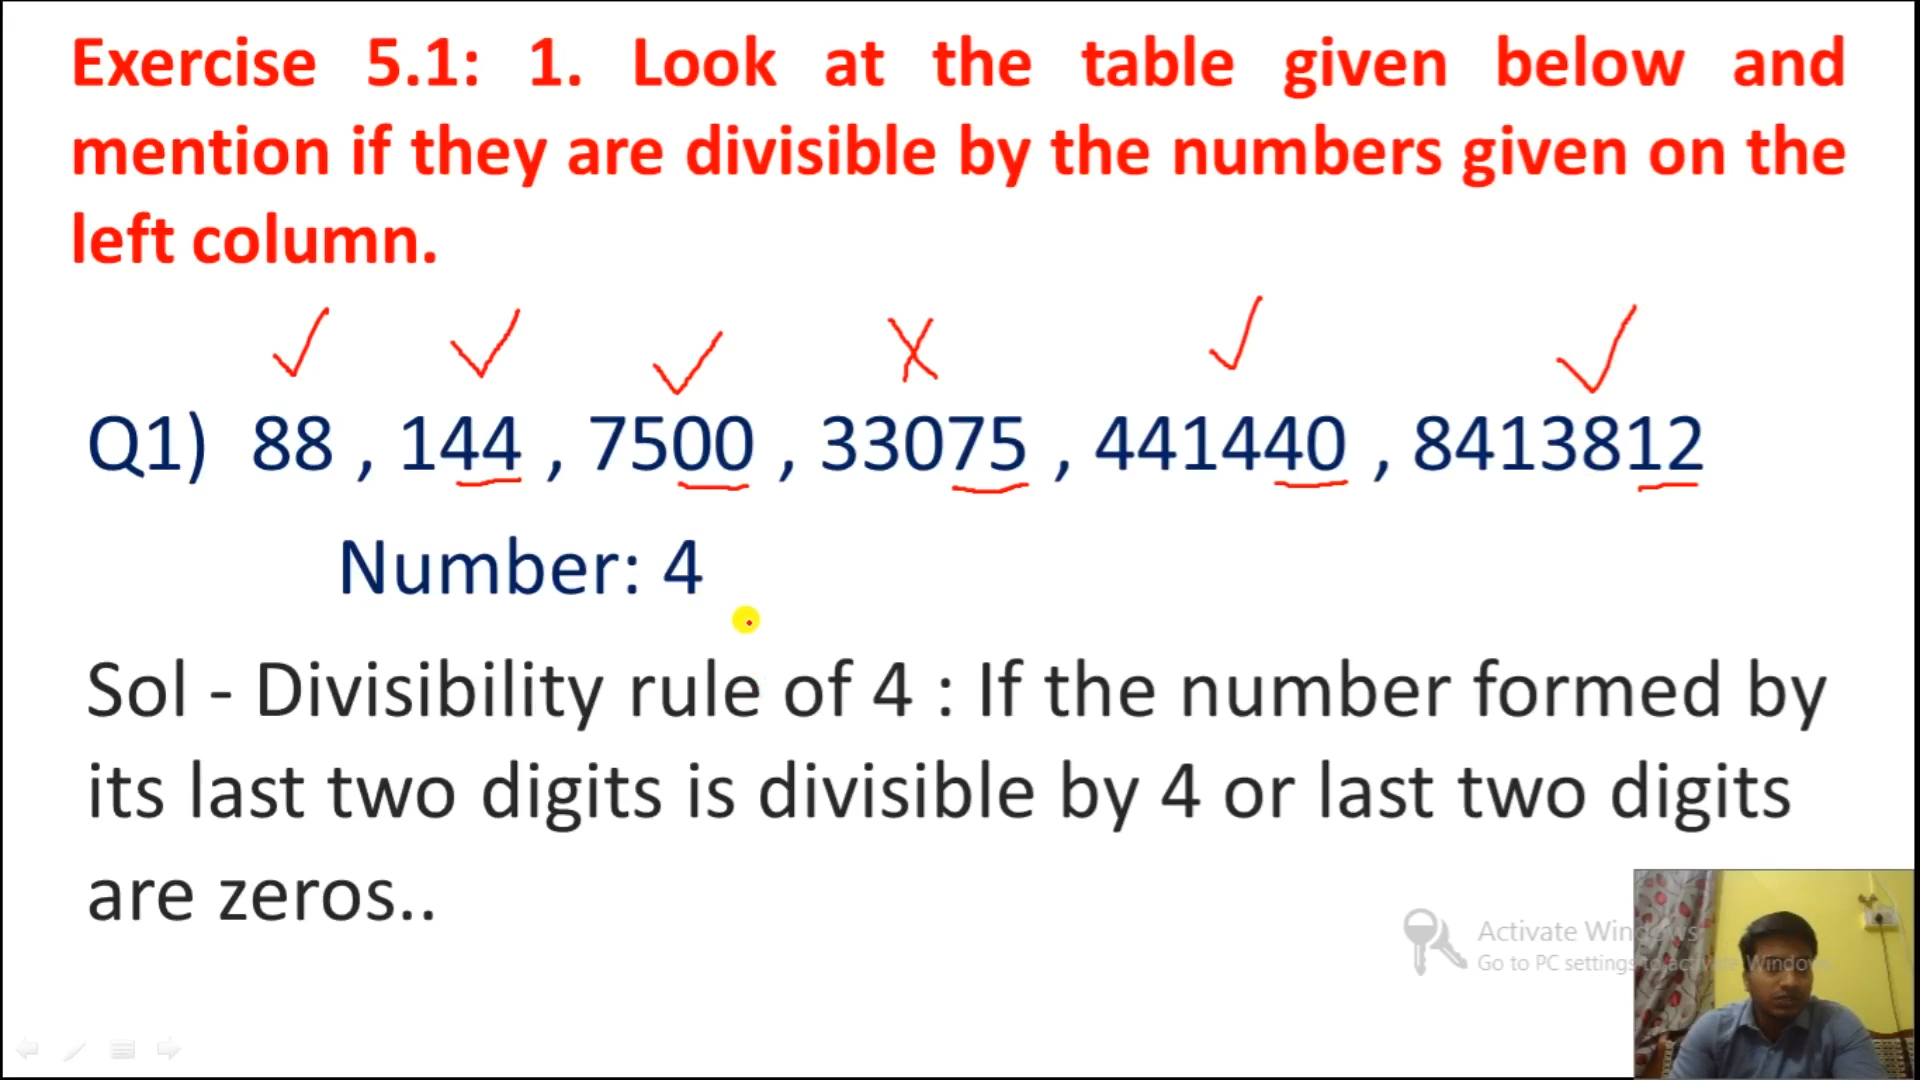 Exercise 5.1: 1. Look at the table given below and
mention if they are divisible by the numbers given on the
left column.
Q1) 88 , 144 , 7500 , 33075 , 441440 , 8413812
Number: 4
Sol - Divisibility rule of 4 : If the number formed by
its last two digits is divisible by 4 or last two digits
are zeros..
Activate Windows
Go to PC settings to activate Windows.